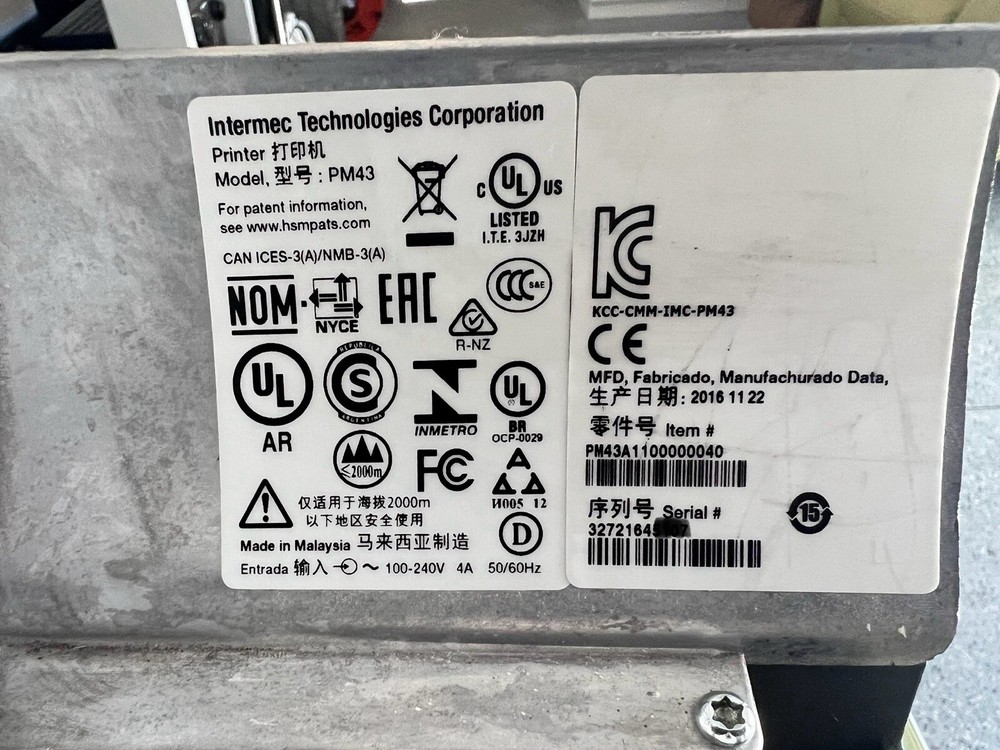 Intermec Technologies Corporation
Printer 打印机
Model, 型号 : PM43
For patent information,
see www.hsmpats.com
C UL US
LISTED
I.T.E. 3JZH
CAN ICES-3(A)/NMB-3(A)
NOM
NYCE
EAC
CCC S&E
R-NZ
UL
AR
REPUBLICA
S
ARGENTINA
INMETRO
UL
BR
OCP-0029
≤2000m
FC
И005 12
仅适用于海拔2000m
以下地区安全使用
D
Made in Malaysia 马来西亚制造
Entrada 输入 ~ 100-240V 4A 50/60Hz
KC
KCC-CMM-IMC-PM43
CE
MFD, Fabricado, Manufachurado Data,
生产日期: 2016 11 22
零件号 Item #
PM43A1100000040
序列号 Serial #
15